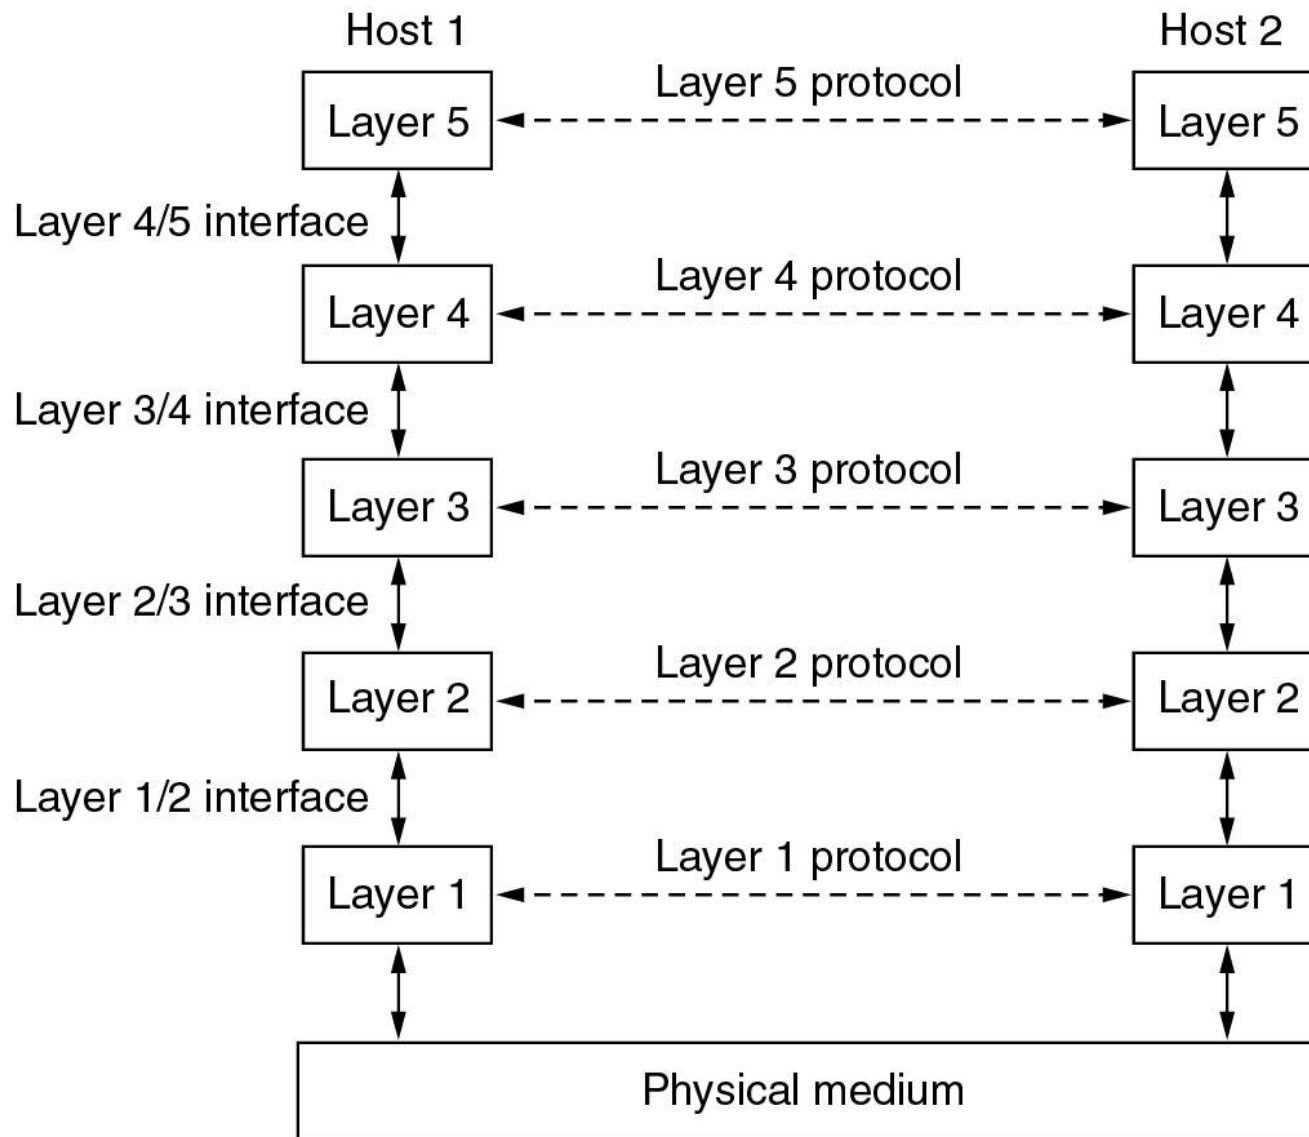 Host 1
Host 2
Layer 5 protocol
Layer 5
Layer 5
Layer 4/5 interface
Layer 4 protocol
Layer 4
Layer 4
Layer 3/4 interface
Layer 3 protocol
Layer 3
Layer 3
Layer 2/3 interface
Layer 2 protocol
Layer 2
Layer 2
Layer 1/2 interface
Layer 1 protocol
Layer 1
Layer 1
Physical medium